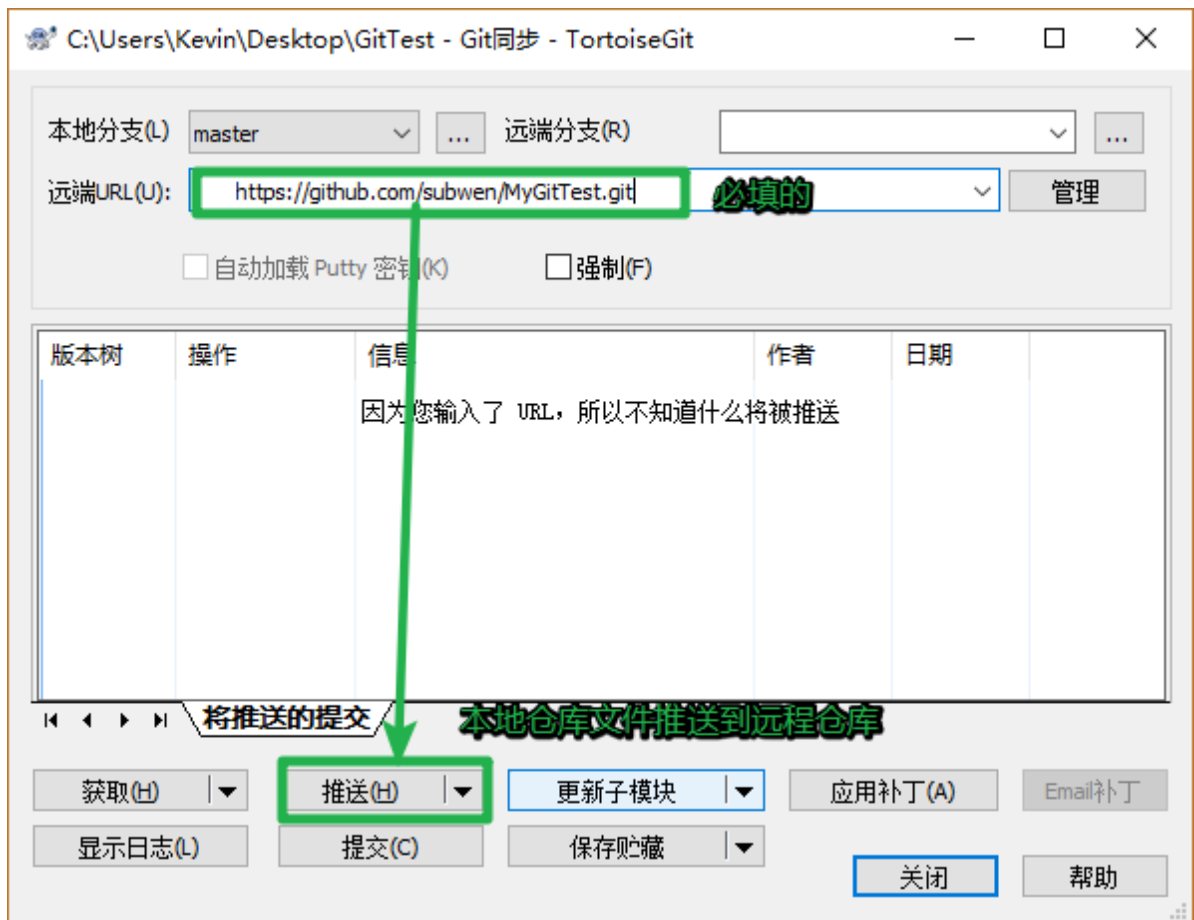 C:\Users\Kevin\Desktop\GitTest - Git同步 - TortoiseGit
本地分支(L) master ... 远端分支(R) ...
远端URL(U): https://github.com/subwen/MyGitTest.git 必填的 管理
自动加载 Putty 密钥(K) 强制(F)
版本树 操作 信息 作者 日期
因为您输入了 URL，所以不知道什么将被推送
将推送的提交 本地仓库文件推送到远程仓库
获取(H) 推送(H) 更新子模块 应用补丁(A) Email补丁
显示日志(L) 提交(C) 保存贮藏
关闭 帮助